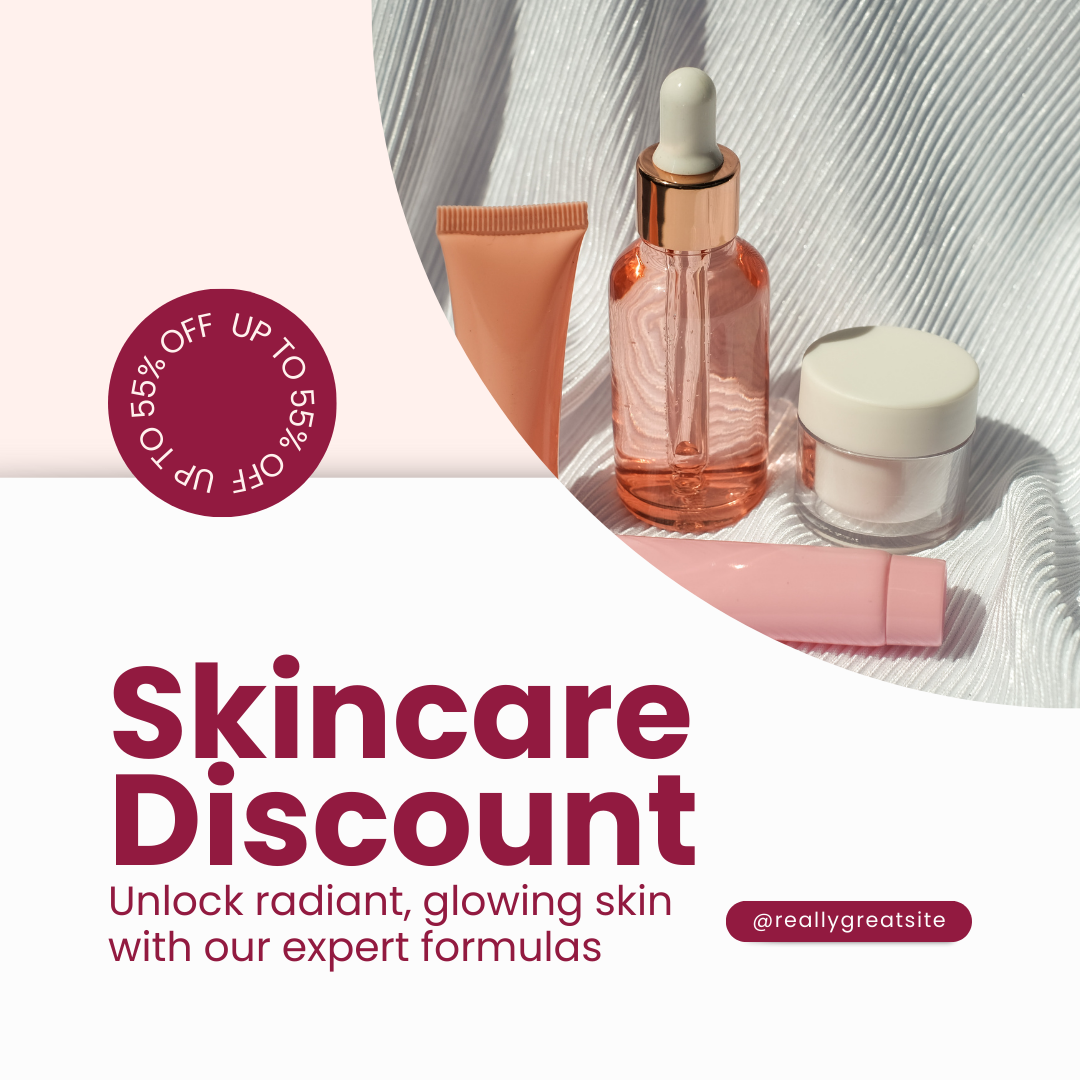 UP TO 55% OFF UP TO 55% OFF
Skincare
Discount
Unlock radiant, glowing skin
with our expert formulas
@reallygreatsite